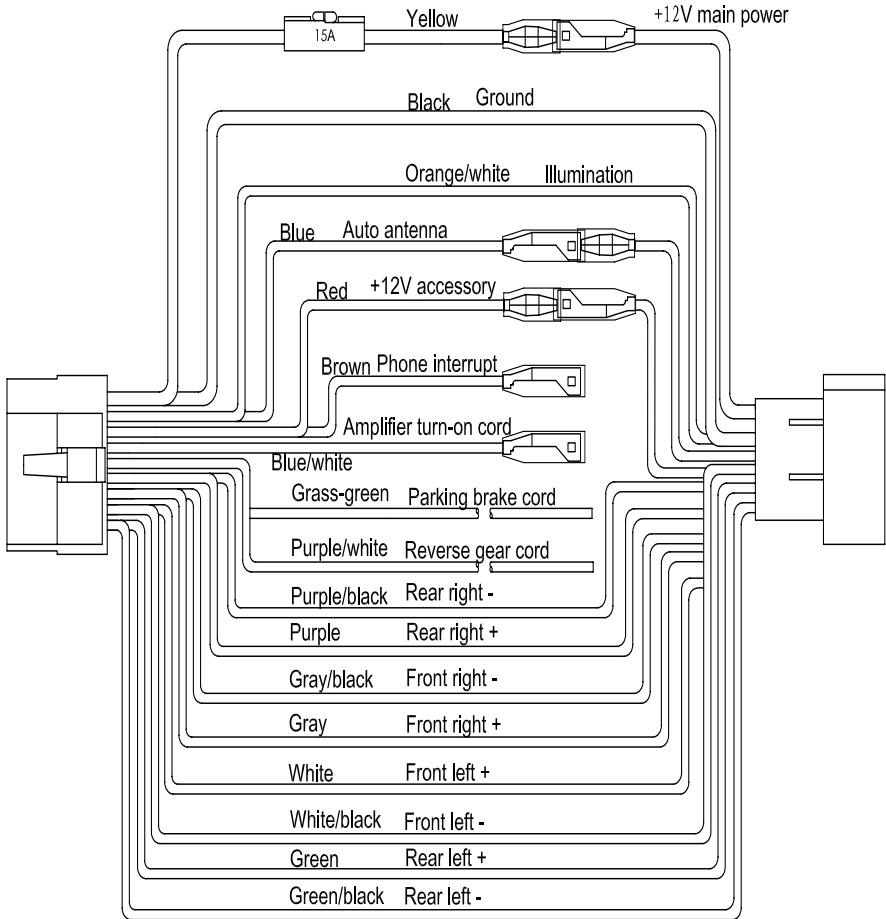 Yellow +12V main power
15A
Black Ground
Orange/white Illumination
Blue Auto antenna
Red +12V accessory
Brown Phone interrupt
Amplifier turn-on cord
Blue/white
Grass-green Parking brake cord
Purple/white Reverse gear cord
Purple/black Rear right -
Purple Rear right +
Gray/black Front right -
Gray Front right +
White Front left +
White/black Front left -
Green Rear left +
Green/black Rear left -